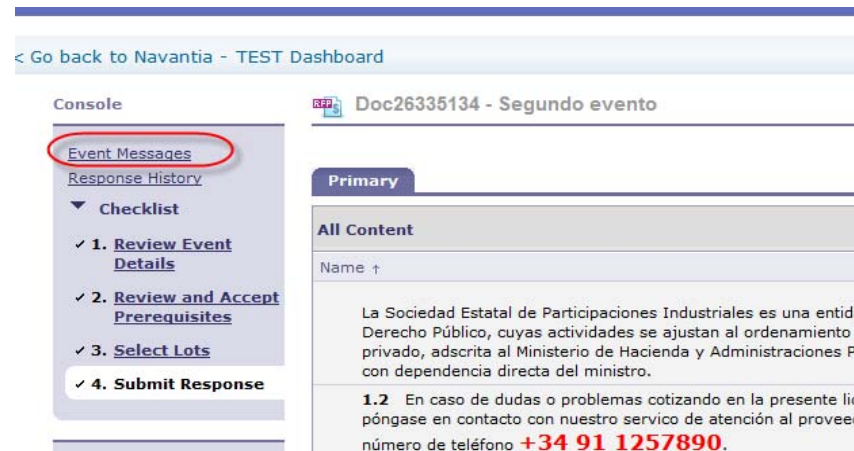 < Go back to Navantia - TEST Dashboard
Console
Event Messages
Response History
Checklist
✓ 1. Review Event
Details
✓ 2. Review and Accept
Prerequisites
✓ 3. Select Lots
✓ 4. Submit Response
RFP
Doc26335134 - Segundo evento
Primary
All Content
Name ↑
La Sociedad Estatal de Participaciones Industriales es una
Derecho Público, cuyas actividades se ajustan al ordenamiento
privado, adscrita al Ministerio de Hacienda y Administraciones
con dependencia directa del ministro.
1.2 En caso de dudas o problemas cotizando en la presente
póngase en contacto con nuestro servico de atención al
número de teléfono +34 91 1257890.